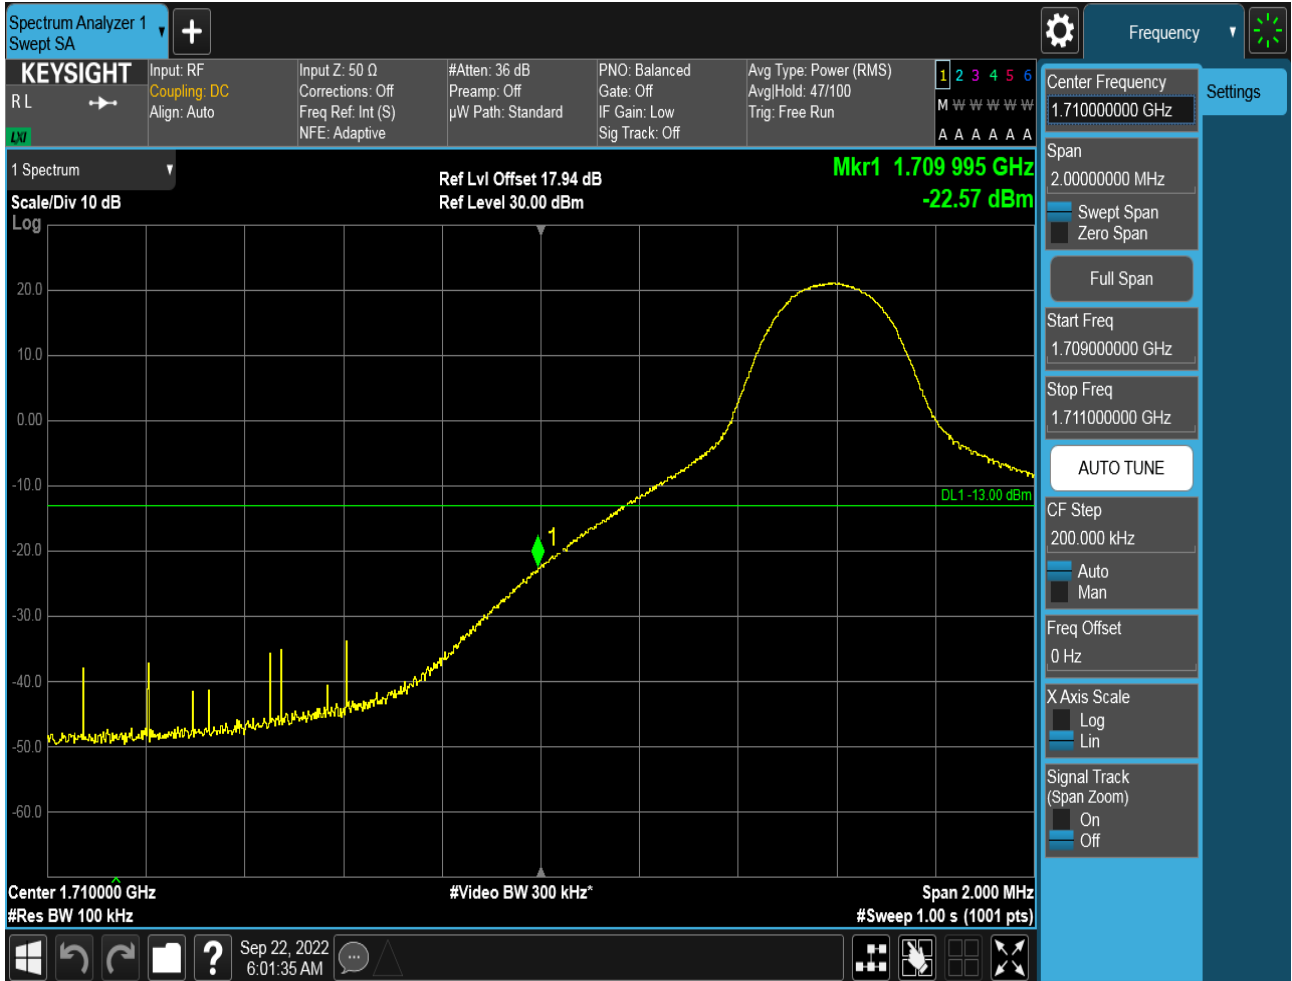 Spectrum Analyzer 1
Swept SA
Frequency
KEYSIGHT
R L
LXI
Input: RF
Coupling: DC
Align: Auto
Input Z: 50 Ω
Corrections: Off
Freq Ref: Int (S)
NFE: Adaptive
#Atten: 36 dB
Preamp: Off
µW Path: Standard
PNO: Balanced
Gate: Off
IF Gain: Low
Sig Track: Off
Avg Type: Power (RMS)
Avg|Hold: 47/100
Trig: Free Run
1 2 3 4 5 6
M W W W W W
A A A A A A
1 Spectrum
Scale/Div 10 dB
Log
Ref Lvl Offset 17.94 dB
Ref Level 30.00 dBm
Mkr1 1.709 995 GHz
-22.57 dBm
20.0
10.0
0.00
-10.0
-20.0
-30.0
-40.0
-50.0
-60.0
DL1 -13.00 dBm
1
Center 1.710000 GHz
#Res BW 100 kHz
#Video BW 300 kHz*
Span 2.000 MHz
#Sweep 1.00 s (1001 pts)
Center Frequency
1.710000000 GHz
Settings
Span
2.00000000 MHz
Swept Span
Zero Span
Full Span
Start Freq
1.709000000 GHz
Stop Freq
1.711000000 GHz
AUTO TUNE
CF Step
200.000 kHz
Auto
Man
Freq Offset
0 Hz
X Axis Scale
Log
Lin
Signal Track
(Span Zoom)
On
Off
?
Sep 22, 2022
6:01:35 AM